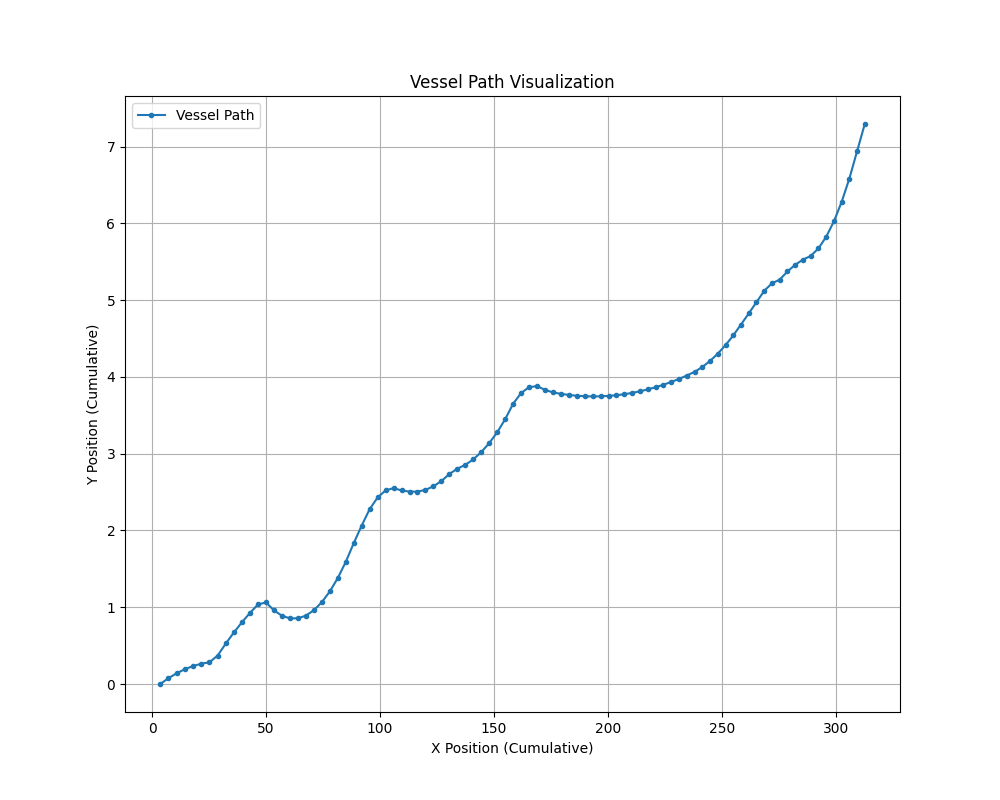 Vessel Path Visualization
Vessel Path
Y Position (Cumulative)
7
6
5
4
3
2
1
0
0 50 100 150 200 250 300
X Position (Cumulative)